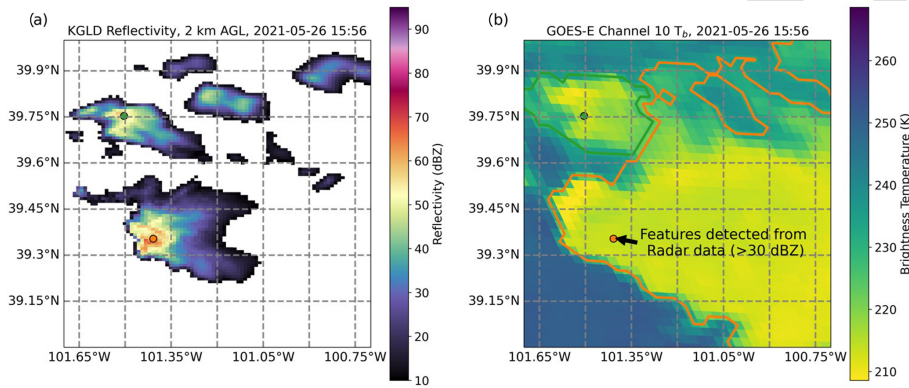 (a)
KGLD Reflectivity, 2 km AGL, 2021-05-26 15:56
39.9°N
39.75°N
39.6°N
39.45°N
39.3°N
39.15°N
101.65°W
101.35°W
101.05°W
100.75°W
90
80
70
60
50
40
30
20
10
Reflectivity (dBZ)
(b)
GOES-E Channel 10 T_b, 2021-05-26 15:56
39.9°N
39.75°N
39.6°N
39.45°N
39.3°N
39.15°N
Features detected from
Radar data (>30 dBZ)
101.65°W
101.35°W
101.05°W
100.75°W
260
250
240
230
220
210
Brightness Temperature (K)